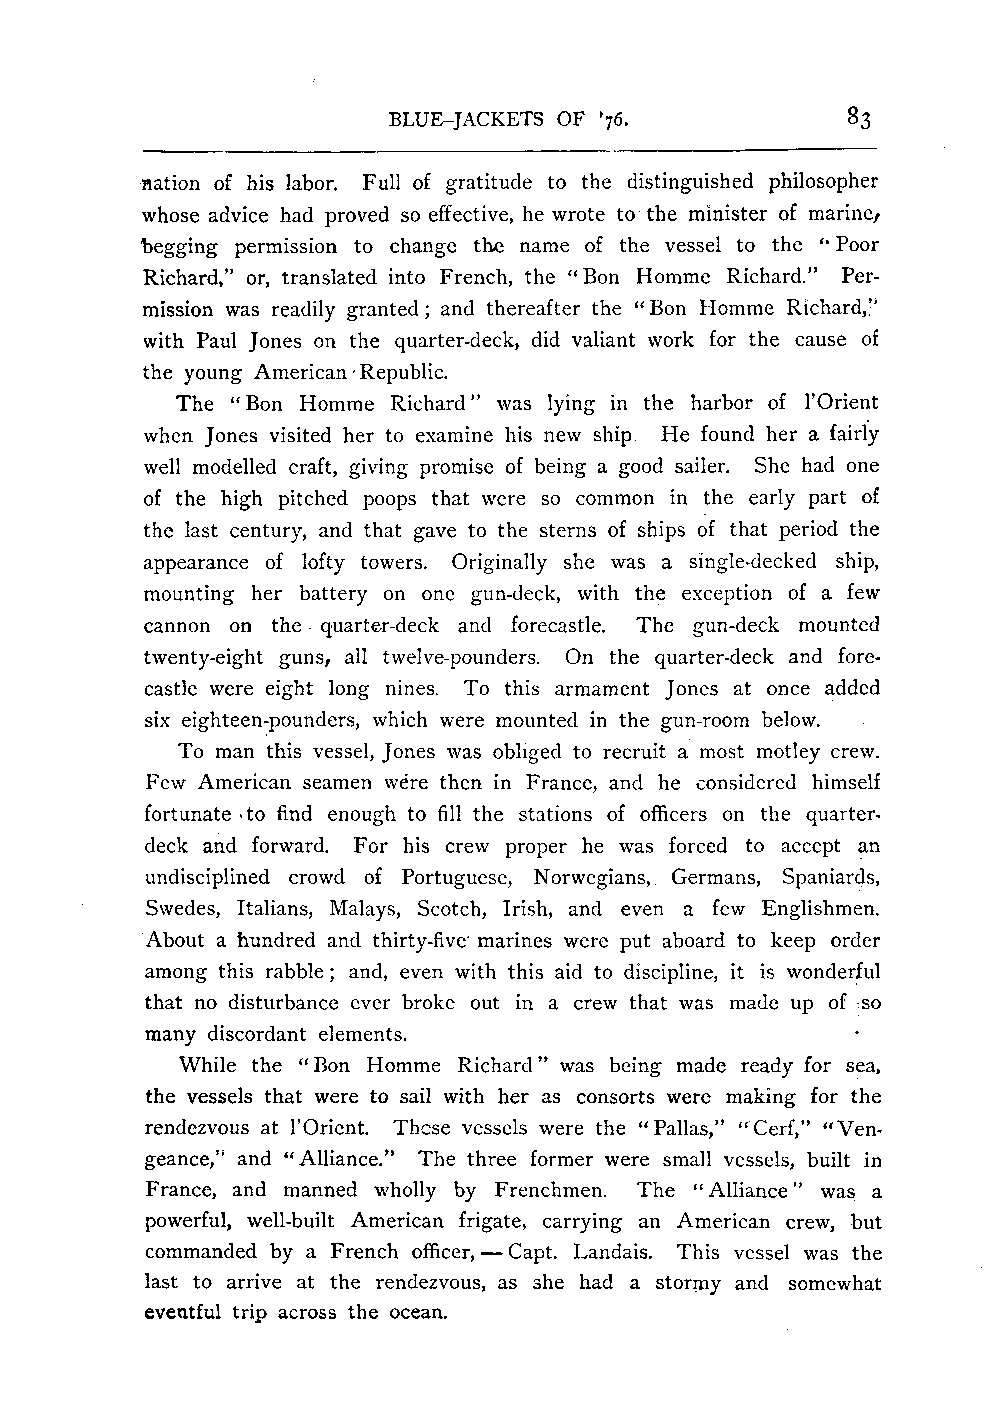 BLUE-JACKETS OF '76. 83
nation of his labor. Full of gratitude to the distinguished philosopher
whose advice had proved so effective, he wrote to the minister of marine,
begging permission to change the name of the vessel to the “Poor
Richard,” or, translated into French, the “Bon Homme Richard.” Per-
mission was readily granted; and thereafter the “Bon Homme Richard,”
with Paul Jones on the quarter-deck, did valiant work for the cause of
the young American Republic.
The “Bon Homme Richard” was lying in the harbor of l'Orient
when Jones visited her to examine his new ship. He found her a fairly
well modelled craft, giving promise of being a good sailer. She had one
of the high pitched poops that were so common in the early part of
the last century, and that gave to the sterns of ships of that period the
appearance of lofty towers. Originally she was a single-decked ship,
mounting her battery on one gun-deck, with the exception of a few
cannon on the quarter-deck and forecastle. The gun-deck mounted
twenty-eight guns, all twelve-pounders. On the quarter-deck and fore-
castle were eight long nines. To this armament Jones at once added
six eighteen-pounders, which were mounted in the gun-room below.
To man this vessel, Jones was obliged to recruit a most motley crew.
Few American seamen were then in France, and he considered himself
fortunate to find enough to fill the stations of officers on the quarter-
deck and forward. For his crew proper he was forced to accept an
undisciplined crowd of Portuguese, Norwegians, Germans, Spaniards,
Swedes, Italians, Malays, Scotch, Irish, and even a few Englishmen.
About a hundred and thirty-five marines were put aboard to keep order
among this rabble; and, even with this aid to discipline, it is wonderful
that no disturbance ever broke out in a crew that was made up of so
many discordant elements.
While the “Bon Homme Richard” was being made ready for sea,
the vessels that were to sail with her as consorts were making for the
rendezvous at l'Orient. These vessels were the “Pallas,” “Cerf,” “Ven-
geance,” and “Alliance.” The three former were small vessels, built in
France, and manned wholly by Frenchmen. The “Alliance” was a
powerful, well-built American frigate, carrying an American crew, but
commanded by a French officer,—Capt. Landais. This vessel was the
last to arrive at the rendezvous, as she had a stormy and somewhat
eventful trip across the ocean.